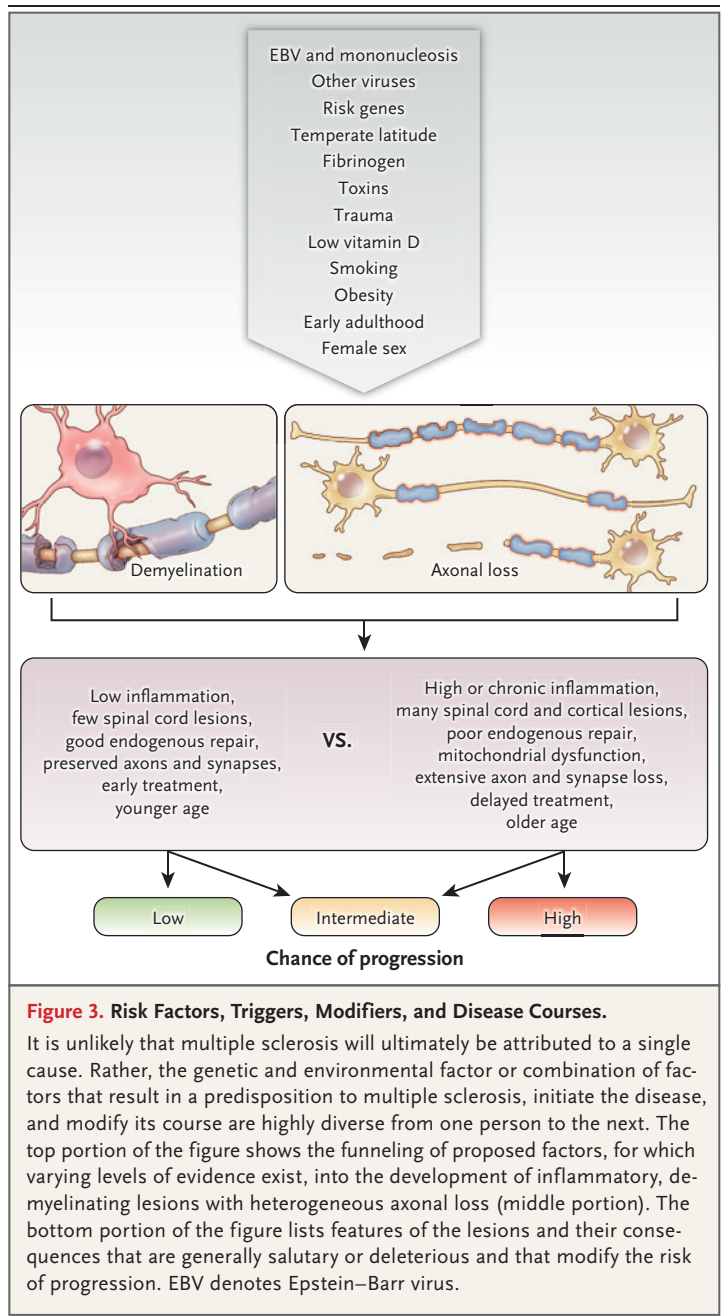 EBV and mononucleosis
Other viruses
Risk genes
Temperate latitude
Fibrinogen
Toxins
Trauma
Low vitamin D
Smoking
Obesity
Early adulthood
Female sex
Demyelination
Axonal loss
Low inflammation,
few spinal cord lesions,
good endogenous repair,
preserved axons and synapses,
early treatment,
younger age
VS.
High or chronic inflammation,
many spinal cord and cortical lesions,
poor endogenous repair,
mitochondrial dysfunction,
extensive axon and synapse loss,
delayed treatment,
older age
Low
Intermediate
High
Chance of progression
Figure 3. Risk Factors, Triggers, Modifiers, and Disease Courses.
It is unlikely that multiple sclerosis will ultimately be attributed to a single
cause. Rather, the genetic and environmental factor or combination of fac-
tors that result in a predisposition to multiple sclerosis, initiate the disease,
and modify its course are highly diverse from one person to the next. The
top portion of the figure shows the funneling of proposed factors, for which
varying levels of evidence exist, into the development of inflammatory, de-
myelinating lesions with heterogeneous axonal loss (middle portion). The
bottom portion of the figure lists features of the lesions and their conse-
quences that are generally salutary or deleterious and that modify the risk
of progression. EBV denotes Epstein–Barr virus.